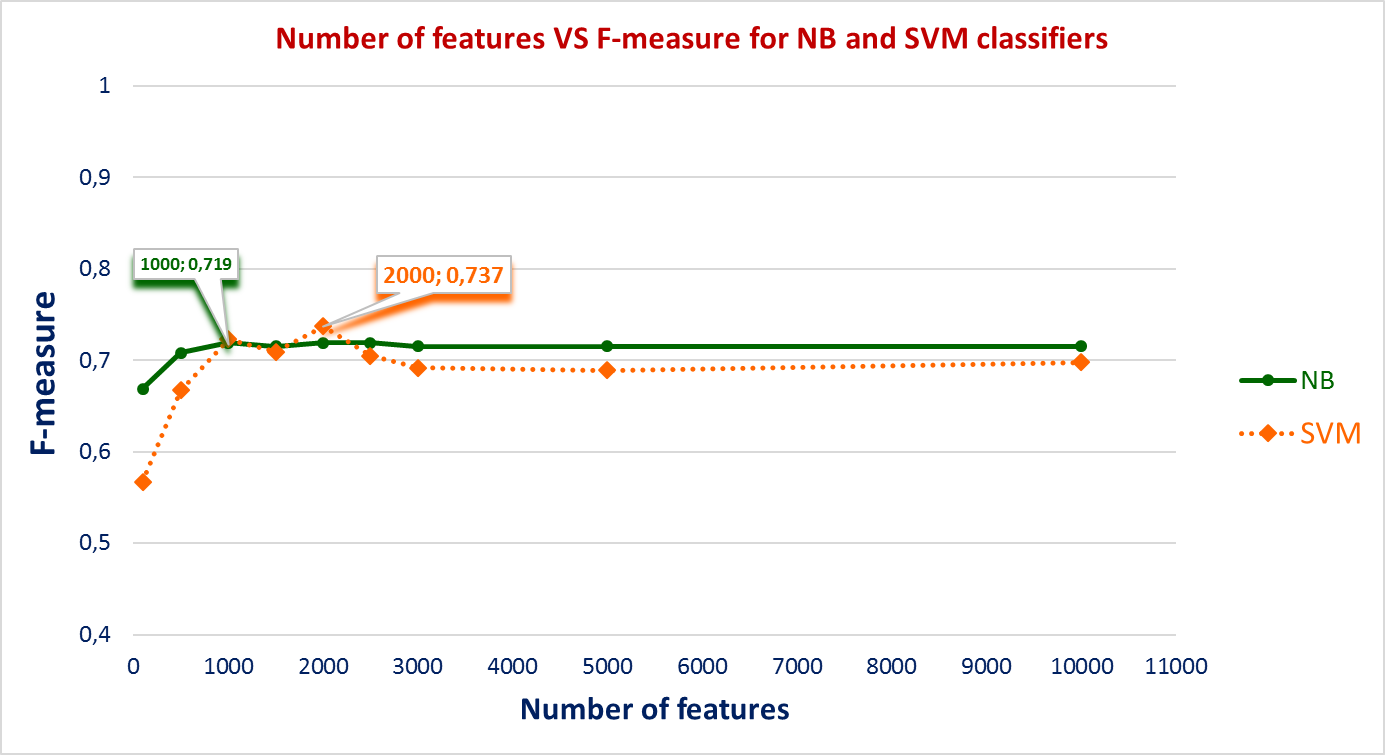 Number of features VS F-measure for NB and SVM classifiers
1
0,9
0,8
0,7
0,6
0,5
0,4
F-measure
1000; 0,719
2000; 0,737
NB
SVM
0 1000 2000 3000 4000 5000 6000 7000 8000 9000 10000 11000
Number of features